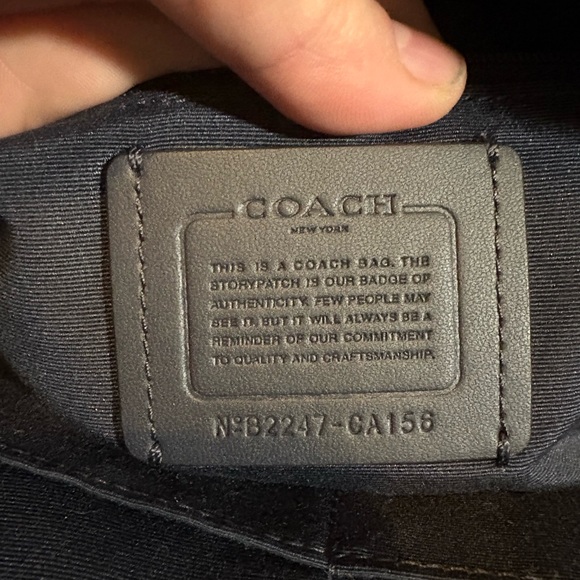 COACH
NEW YORK
THIS IS A COACH BAG. THE
STORYPATCH IS OUR BADGE OF
AUTHENTICITY. FEW PEOPLE MAY
SEE IT, BUT IT WILL ALWAYS BE A
REMINDER OF OUR COMMITMENT
TO QUALITY AND CRAFTSMANSHIP.
Nº B2247-CA156